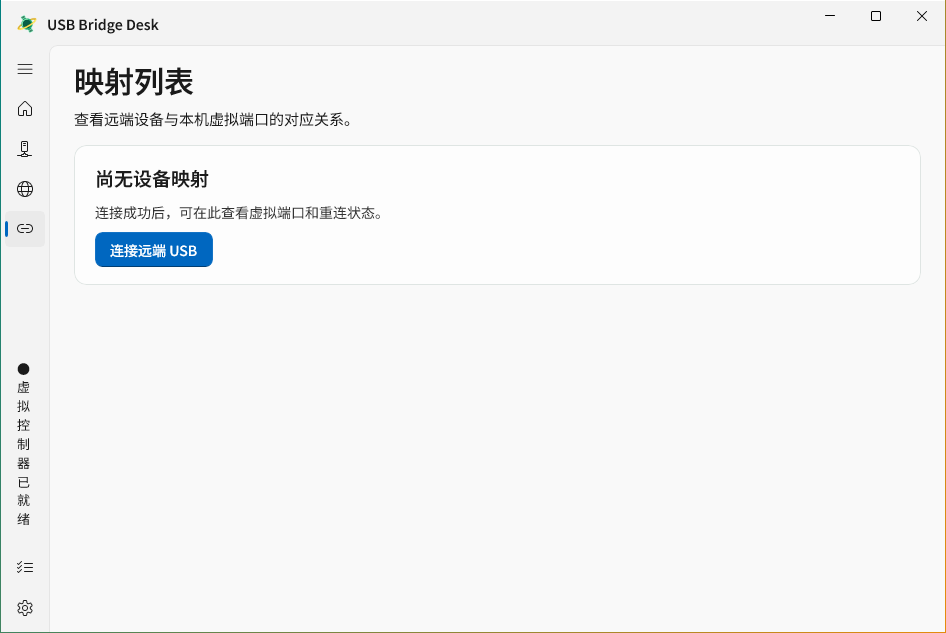 USB Bridge Desk
映射列表
查看远端设备与本机虚拟端口的对应关系。
尚无设备映射
连接成功后，可在此查看虚拟端口和重连状态。
连接远端 USB
虚
拟
控
制
器
已
就
绪